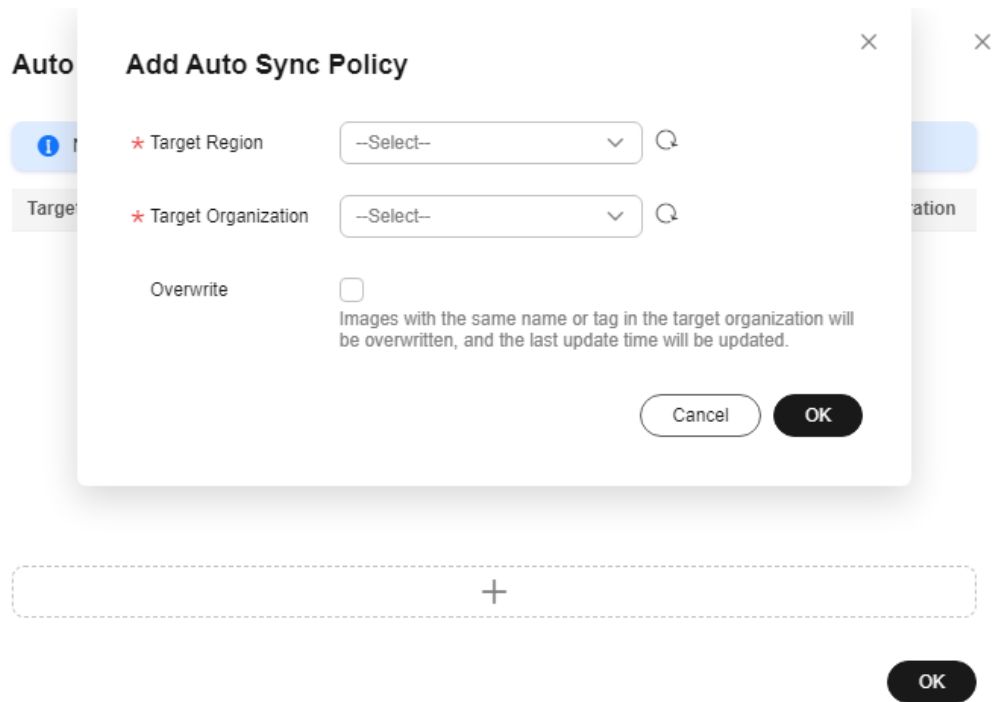 Auto
Add Auto Sync Policy
* Target Region
--Select--
* Target Organization
--Select--
Overwrite
Images with the same name or tag in the target organization will
be overwritten, and the last update time will be updated.
Cancel
OK
OK